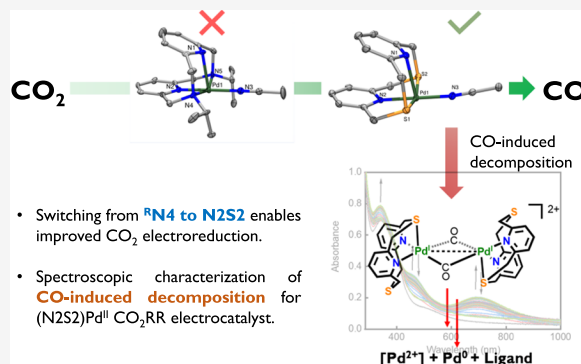 CO2
CO
N1
N2
N4
N5
Pd1
N3
N1
N2
S1
S2
Pd1
N3
CO-induced
decomposition
• Switching from RN4 to N2S2 enables
improved CO2 electroreduction.
• Spectroscopic characterization of
CO-induced decomposition for
(N2S2)PdII CO2RR electrocatalyst.
1.0
0.8
0.6
0.4
0.2
0.0
Absorbance
400
600
800
1000
Wavelength (nm)
S
S
N
N
PdI
O
C
C
O
PdI
N
N
S
S
2+
[Pd2+] + Pd0 + Ligand